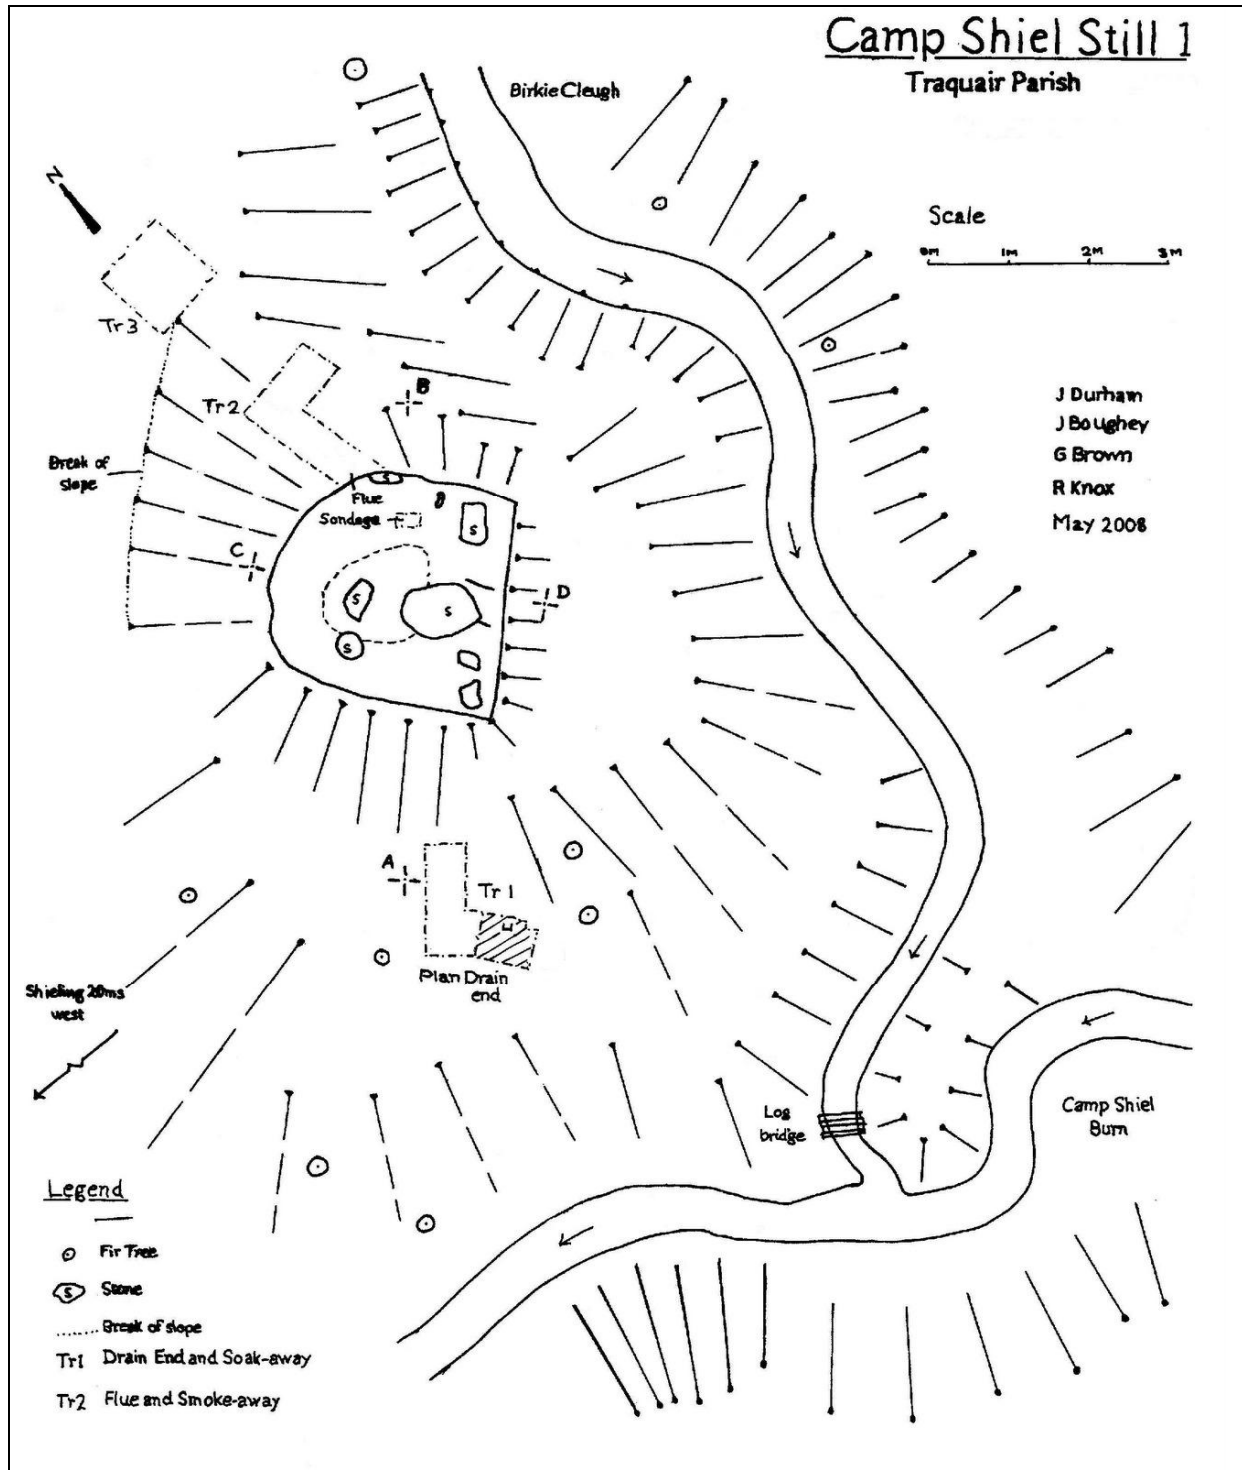 Camp Shiel Still 1
Traquair Parish
Birkie Cleugh
N
Scale
0M 1M 2M 3M
Tr 3
J Durham
J Boughey
G Brown
R Knox
May 2008
B
Tr 2
Break of
slope
S
Flue
Sondage
S
C
D
S
S
S
A
Tr 1
Plan Drain
end
Shieling 20ms
west
Log
bridge
Camp Shiel
Burn
Legend
Fir Tree
S Stone
Break of slope
Tr1 Drain End and Soak-away
Tr2 Flue and Smoke-away